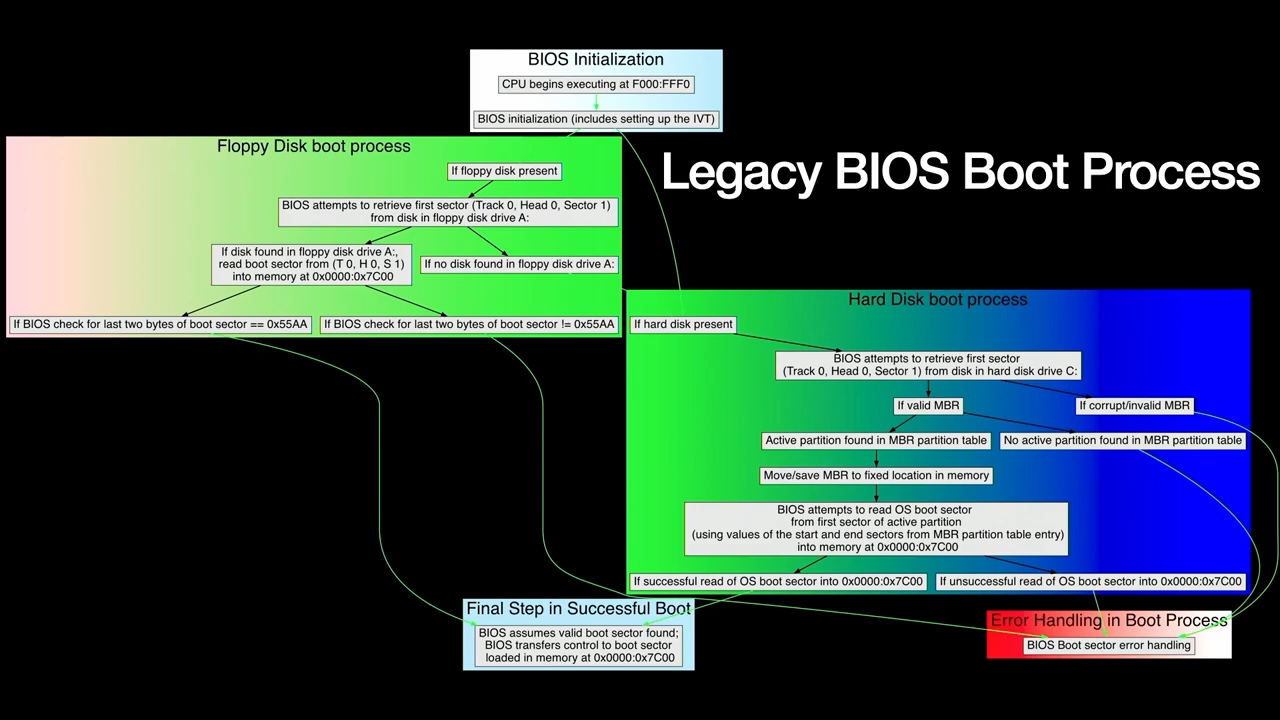 BIOS Initialization
CPU begins executing at F000:FFF0
BIOS initialization (includes setting up the IVT)
Legacy BIOS Boot Process
Floppy Disk boot process
If floppy disk present
BIOS attempts to retrieve first sector (Track 0, Head 0, Sector 1)
from disk in floppy disk drive A:
If disk found in floppy disk drive A:,
read boot sector from (T 0, H 0, S 1)
into memory at 0x0000:0x7C00
If no disk found in floppy disk drive A:
If BIOS check for last two bytes of boot sector == 0x55AA
If BIOS check for last two bytes of boot sector != 0x55AA
Hard Disk boot process
If hard disk present
BIOS attempts to retrieve first sector
(Track 0, Head 0, Sector 1) from disk in hard disk drive C:
If valid MBR
If corrupt/invalid MBR
Active partition found in MBR partition table
No active partition found in MBR partition table
Move/save MBR to fixed location in memory
BIOS attempts to read OS boot sector
from first sector of active partition
(using values of the start and end sectors from MBR partition table entry)
into memory at 0x0000:0x7C00
If successful read of OS boot sector into 0x0000:0x7C00
If unsuccessful read of OS boot sector into 0x0000:0x7C00
Final Step in Successful Boot
BIOS assumes valid boot sector found;
BIOS transfers control to boot sector
loaded in memory at 0x0000:0x7C00
Error Handling in Boot Process
BIOS Boot sector error handling